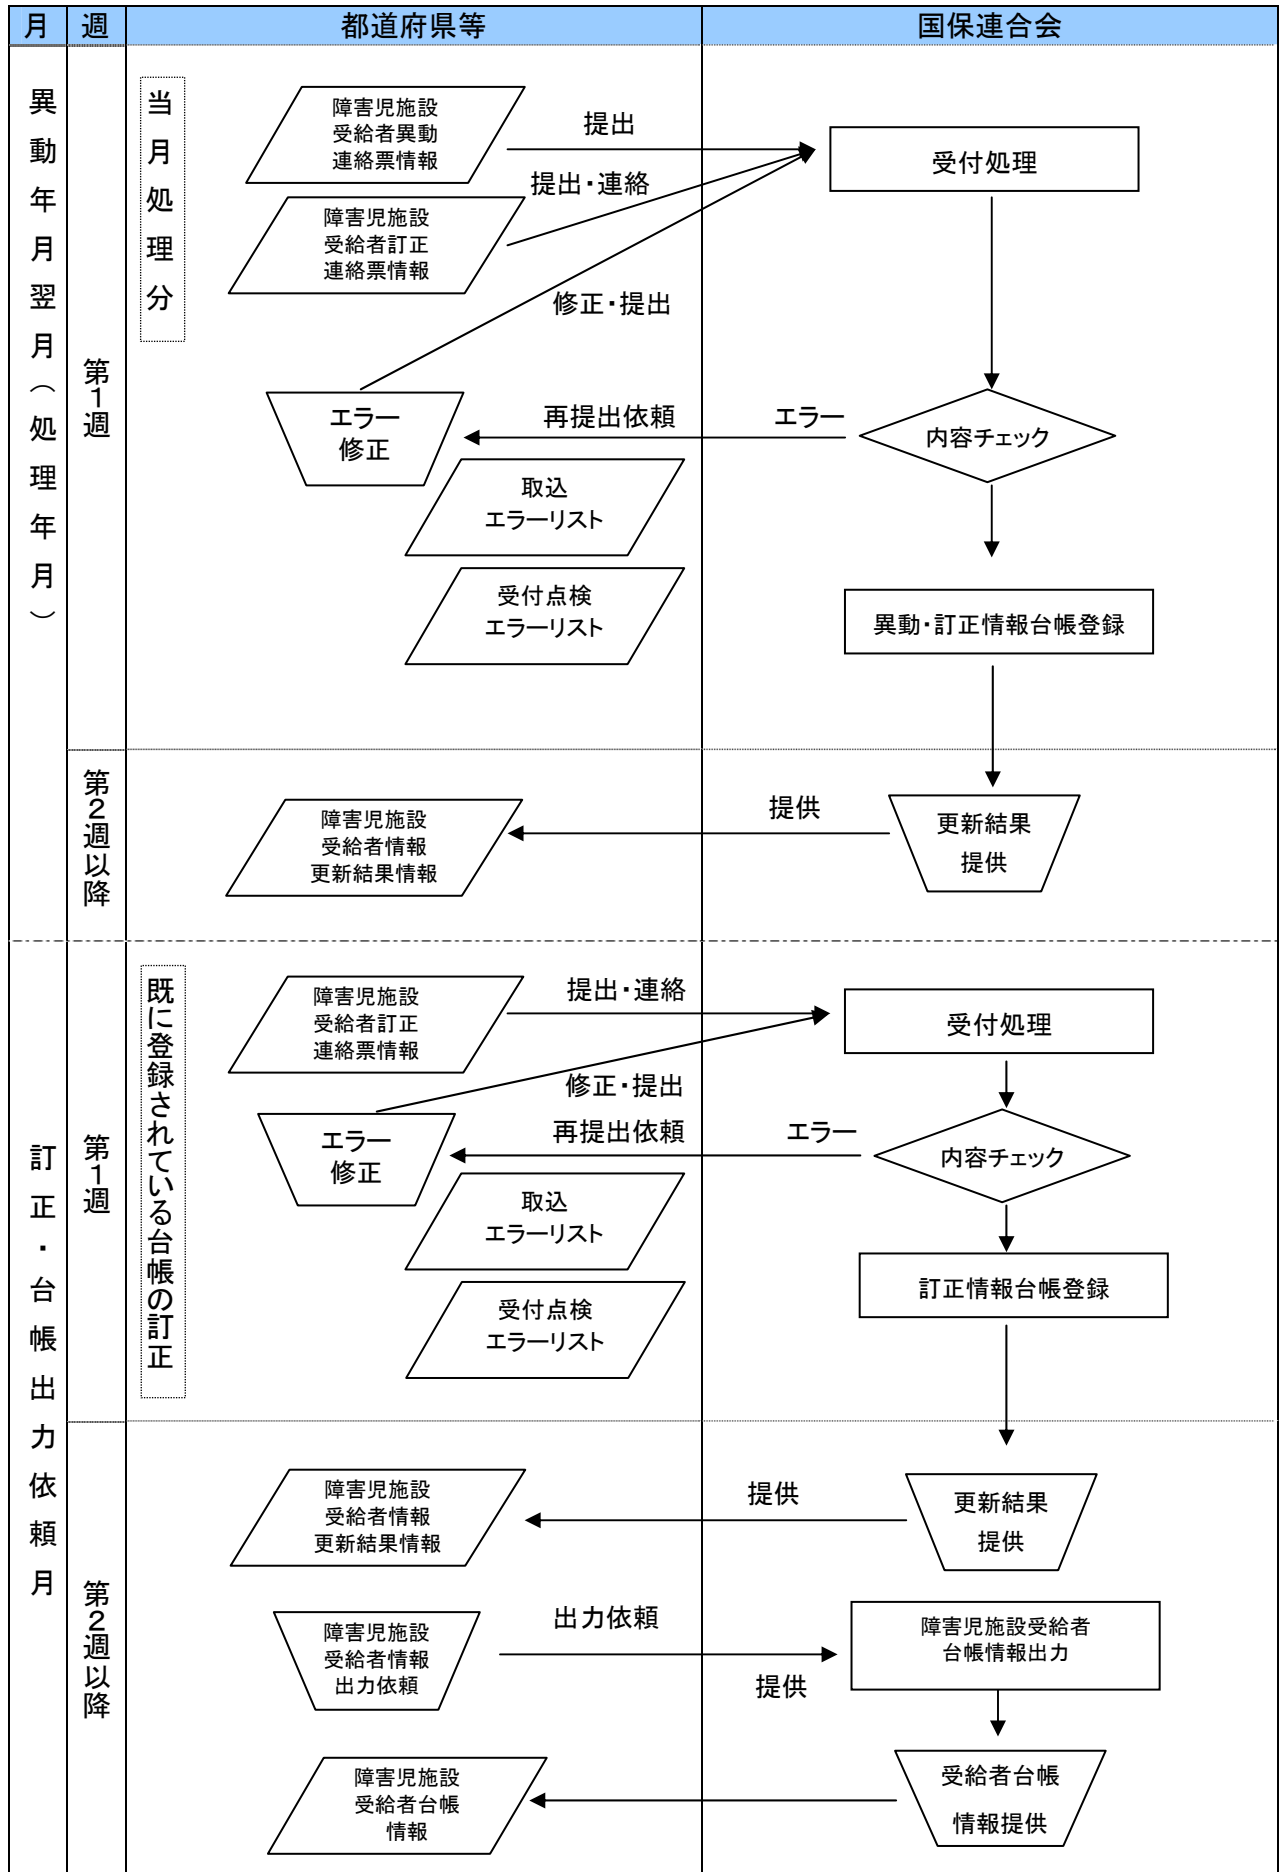 月
週
都道府県等
国保連合会
異動年月翌月（処理年月）
第1週
当月処理分
障害児施設
受給者異動
連絡票情報
提出
受付処理
提出・連絡
障害児施設
受給者訂正
連絡票情報
修正・提出
エラー
修正
再提出依頼
エラー
内容チェック
取込
エラーリスト
受付点検
エラーリスト
異動・訂正情報台帳登録
第2週以降
障害児施設
受給者情報
更新結果情報
提供
更新結果
提供
訂正・台帳出力依頼月
第1週
既に登録されている台帳の訂正
障害児施設
受給者訂正
連絡票情報
提出・連絡
受付処理
修正・提出
エラー
修正
再提出依頼
エラー
内容チェック
取込
エラーリスト
受付点検
エラーリスト
訂正情報台帳登録
第2週以降
障害児施設
受給者情報
更新結果情報
提供
更新結果
提供
障害児施設
受給者情報
出力依頼
出力依頼
障害児施設受給者
台帳情報出力
提供
障害児施設
受給者台帳
情報
受給者台帳
情報提供